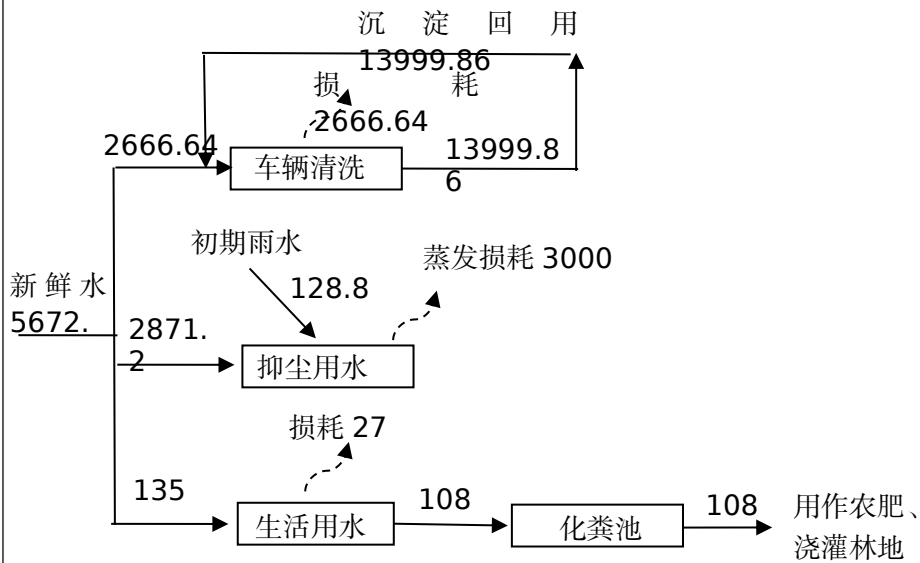 沉淀回用
13999.86
损耗
2666.64
2666.64
车辆清洗
13999.8
6
初期雨水
128.8
蒸发损耗 3000
新鲜水
5672.
2871.
2
抑尘用水
损耗 27
135
生活用水
108
化粪池
108
用作农肥、
浇灌林地